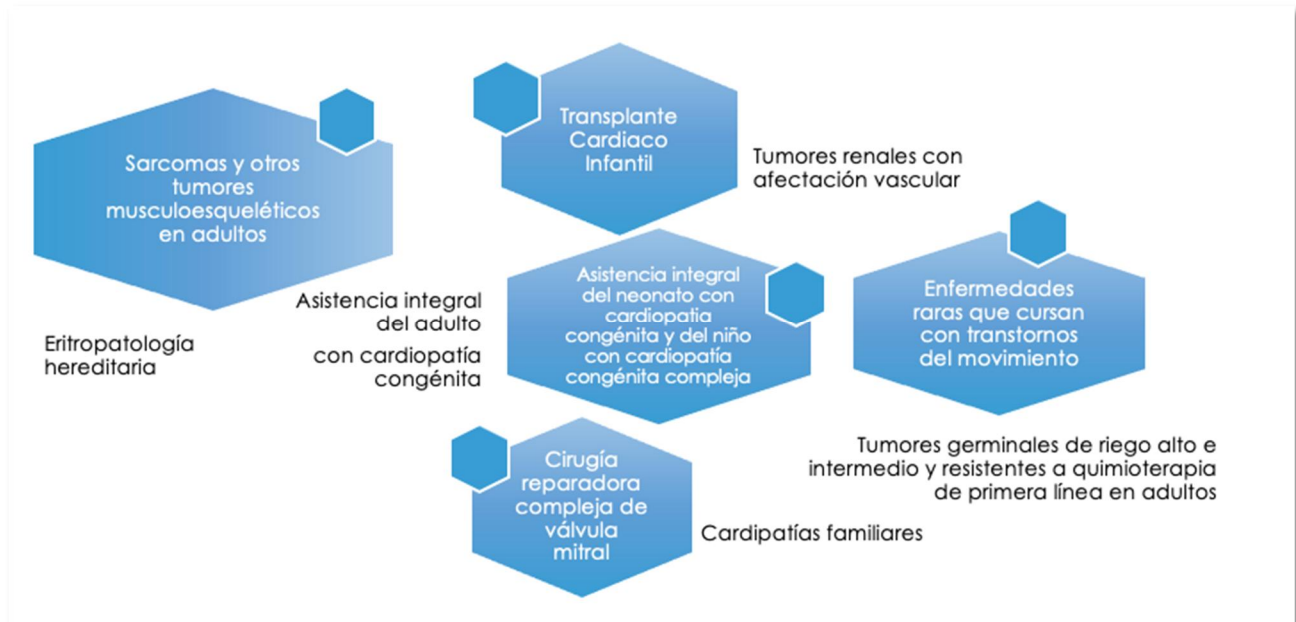 Sarcomas y otros
tumores
musculoesqueléticos
en adultos
Transplante
Cardiaco
Infantil
Tumores renales con
afectación vascular
Eritropatología
hereditaria
Asistencia integral
del adulto
con cardiopatía
congénita
Asistencia integral
del neonato con
cardiopatia
congénita y del niño
con cardiopatía
congénita compleja
Enfermedades
raras que cursan
con transtornos
del movimiento
Tumores germinales de riego alto e
intermedio y resistentes a quimioterapia
de primera línea en adultos
Cirugía
reparadora
compleja de
válvula
mitral
Cardipatías familiares